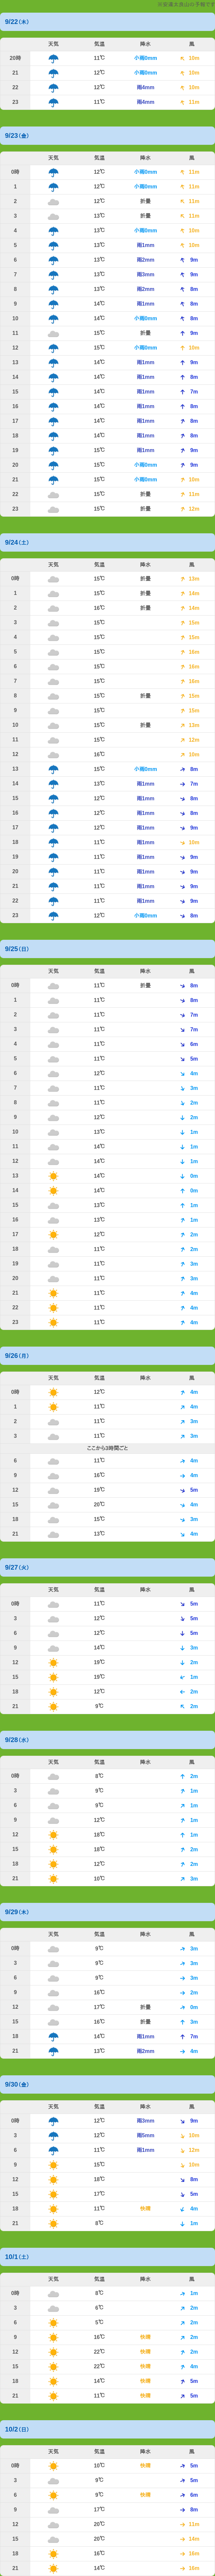 9/22(木)
天気 気温 降水 風
20時 11℃ 小雨0mm 10m
21 12℃ 小雨0mm 10m
22 12℃ 雨4mm 10m
23 11℃ 雨4mm 11m
9/23(金)
天気 気温 降水 風
0時 12℃ 小雨0mm 11m
1 12℃ 小雨0mm 11m
2 12℃ 折曇 11m
3 13℃ 折曇 11m
4 13℃ 小雨0mm 10m
5 13℃ 雨1mm 10m
6 13℃ 雨2mm 9m
7 13℃ 雨3mm 9m
8 13℃ 雨2mm 8m
9 14℃ 雨1mm 8m
10 14℃ 小雨0mm 8m
11 15℃ 折曇 9m
12 15℃ 小雨0mm 10m
13 14℃ 雨1mm 9m
14 14℃ 雨1mm 8m
15 14℃ 雨1mm 7m
16 14℃ 雨1mm 8m
17 14℃ 雨1mm 8m
18 14℃ 雨1mm 8m
19 15℃ 雨1mm 9m
20 15℃ 小雨0mm 9m
21 15℃ 小雨0mm 10m
22 15℃ 折曇 11m
23 15℃ 折曇 12m
9/24(土)
天気 気温 降水 風
0時 15℃ 折曇 13m
1 15℃ 折曇 14m
2 16℃ 折曇 14m
3 15℃ 15m
4 15℃ 15m
5 15℃ 16m
6 15℃ 16m
7 15℃ 16m
8 15℃ 折曇 15m
9 15℃ 15m
10 15℃ 折曇 13m
11 15℃ 12m
12 16℃ 10m
13 15℃ 小雨0mm 8m
14 13℃ 雨1mm 7m
15 12℃ 雨1mm 8m
16 12℃ 雨1mm 8m
17 12℃ 雨1mm 9m
18 11℃ 雨1mm 10m
19 11℃ 雨1mm 9m
20 11℃ 雨1mm 9m
21 11℃ 雨1mm 9m
22 11℃ 雨1mm 9m
23 12℃ 小雨0mm 8m
9/25(日)
天気 気温 降水 風
0時 11℃ 折曇 8m
1 11℃ 8m
2 11℃ 7m
3 11℃ 7m
4 11℃ 6m
5 11℃ 5m
6 12℃ 4m
7 11℃ 3m
8 11℃ 2m
9 12℃ 2m
10 13℃ 1m
11 14℃ 1m
12 14℃ 1m
13 14℃ 0m
14 14℃ 0m
15 13℃ 1m
16 13℃ 1m
17 12℃ 2m
18 11℃ 2m
19 11℃ 3m
20 11℃ 3m
21 11℃ 4m
22 11℃ 4m
23 11℃ 4m
9/26(月)
天気 気温 降水 風
0時 12℃ 4m
1 11℃ 4m
2 11℃ 3m
3 11℃ 3m
ここから3時間ごと
6 11℃ 4m
9 16℃ 4m
12 19℃ 5m
15 20℃ 4m
18 15℃ 3m
21 13℃ 4m
9/27(火)
天気 気温 降水 風
0時 11℃ 5m
3 12℃ 5m
6 12℃ 5m
9 14℃ 3m
12 19℃ 2m
15 19℃ 1m
18 12℃ 2m
21 9℃ 2m
9/28(水)
天気 気温 降水 風
0時 8℃ 2m
3 9℃ 1m
6 9℃ 1m
9 12℃ 1m
12 18℃ 1m
15 18℃ 2m
18 12℃ 2m
21 10℃ 3m
9/29(木)
天気 気温 降水 風
0時 9℃ 3m
3 9℃ 3m
6 9℃ 3m
9 16℃ 2m
12 17℃ 折曇 0m
15 16℃ 折曇 3m
18 14℃ 雨1mm 7m
21 13℃ 雨2mm 4m
9/30(金)
天気 気温 降水 風
0時 12℃ 雨3mm 9m
3 12℃ 雨5mm 10m
6 11℃ 雨1mm 12m
9 15℃ 10m
12 18℃ 8m
15 17℃ 5m
18 11℃ 快晴 4m
21 8℃ 1m
10/1(土)
天気 気温 降水 風
0時 8℃ 1m
3 6℃ 2m
6 5℃ 2m
9 16℃ 快晴 2m
12 22℃ 快晴 2m
15 22℃ 快晴 4m
18 14℃ 快晴 5m
21 11℃ 快晴 5m
10/2(日)
天気 気温 降水 風
0時 10℃ 快晴 5m
3 9℃ 5m
6 9℃ 快晴 6m
9 17℃ 8m
12 20℃ 11m
15 20℃ 14m
18 16℃ 16m
21 14℃ 16m